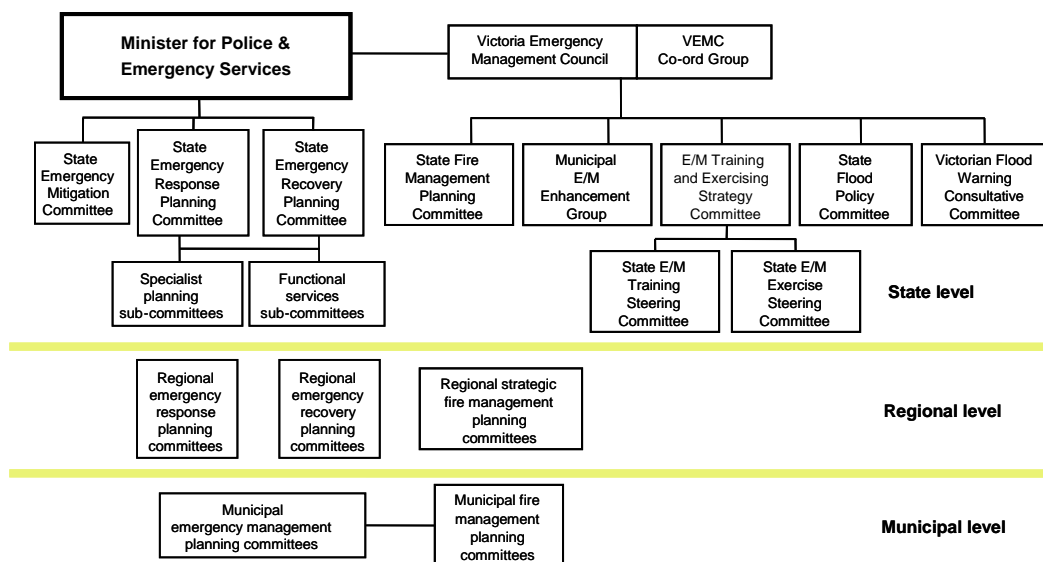 Minister for Police &
Emergency Services
Victoria Emergency
Management Council
VEMC
Co-ord Group
State
Emergency
Mitigation
Committee
State
Emergency
Response
Planning
Committee
State
Emergency
Recovery
Planning
Committee
State Fire
Management
Planning
Committee
Municipal
E/M
Enhancement
Group
E/M Training
and Exercising
Strategy
Committee
State
Flood
Policy
Committee
Victorian Flood
Warning
Consultative
Committee
Specialist
planning
sub-committees
Functional
services
sub-committees
State E/M
Training
Steering
Committee
State E/M
Exercise
Steering
Committee
State level
Regional
emergency
response
planning
committees
Regional
emergency
recovery
planning
committees
Regional strategic
fire management
planning
committees
Regional level
Municipal
emergency management
planning committees
Municipal fire
management
planning
committees
Municipal level